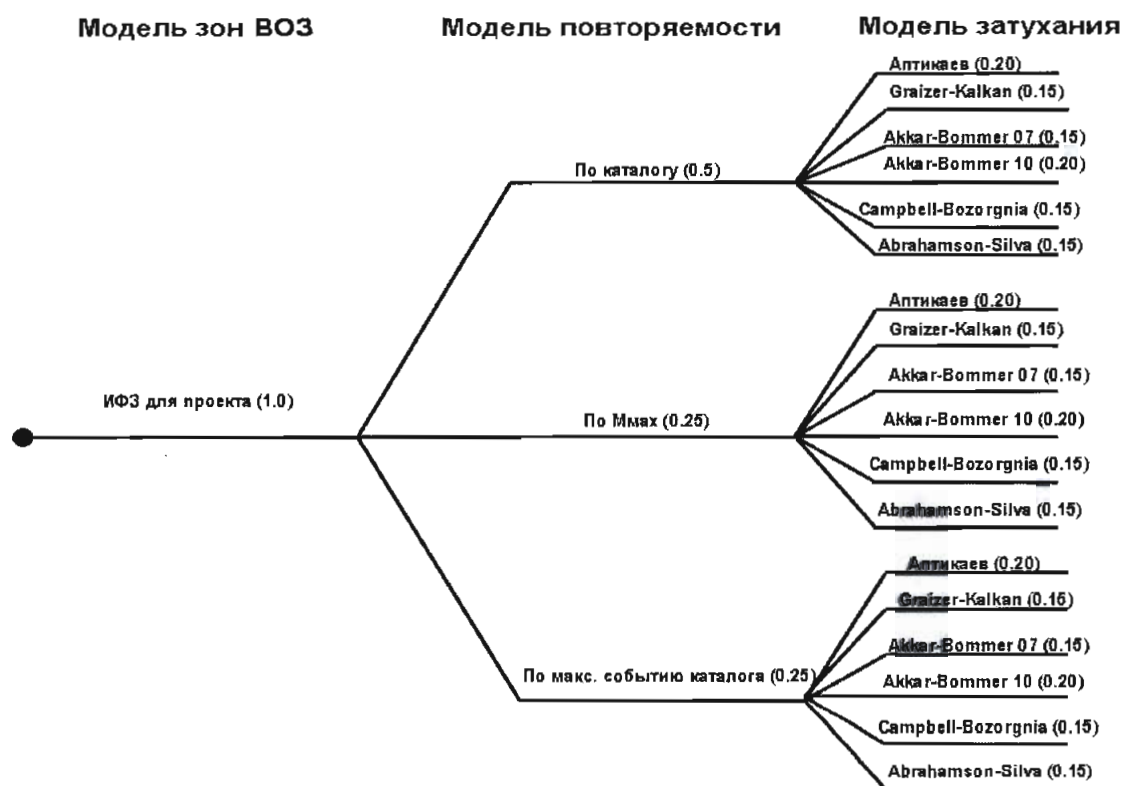 Модель зон ВОЗ
Модель повторяемости
Модель затухания
Аптикаев (0.20)
Graizer-Kalkan (0.15)
Akkar-Bommer 07 (0.15)
По каталогу (0.5)
Akkar-Bommer 10 (0.20)
Campbell-Bozorgnia (0.15)
Abrahamson-Silva (0.15)
Аптикаев (0.20)
Graizer-Kalkan (0.15)
Akkar-Bommer 07 (0.15)
ИФЗ для проекта (1.0)
По Ммах (0.25)
Akkar-Bommer 10 (0.20)
Campbell-Bozorgnia (0.15)
Abrahamson-Silva (0.15)
Аптикаев (0.20)
Graizer-Kalkan (0.15)
Akkar-Bommer 07 (0.15)
По макс. событию каталога (0.25)
Akkar-Bommer 10 (0.20)
Campbell-Bozorgnia (0.15)
Abrahamson-Silva (0.15)